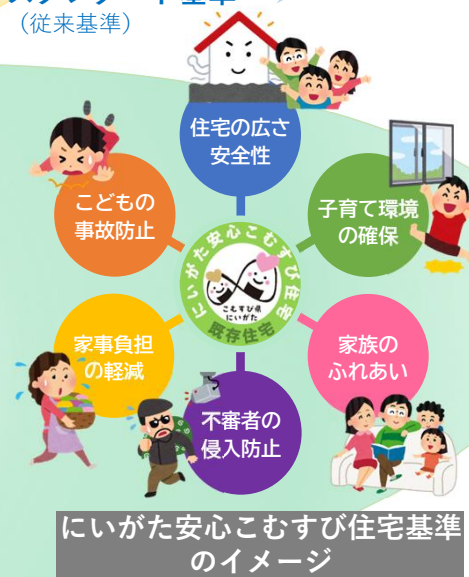 （従来基準）
住宅の広さ
安全性
こどもの
事故防止
子育て環境
の確保
にいがた安心こむすび住宅
こむすび県
にいがた
既存住宅
家事負担
の軽減
家族の
ふれあい
不審者の
侵入防止
にいがた安心こむすび住宅基準
のイメージ